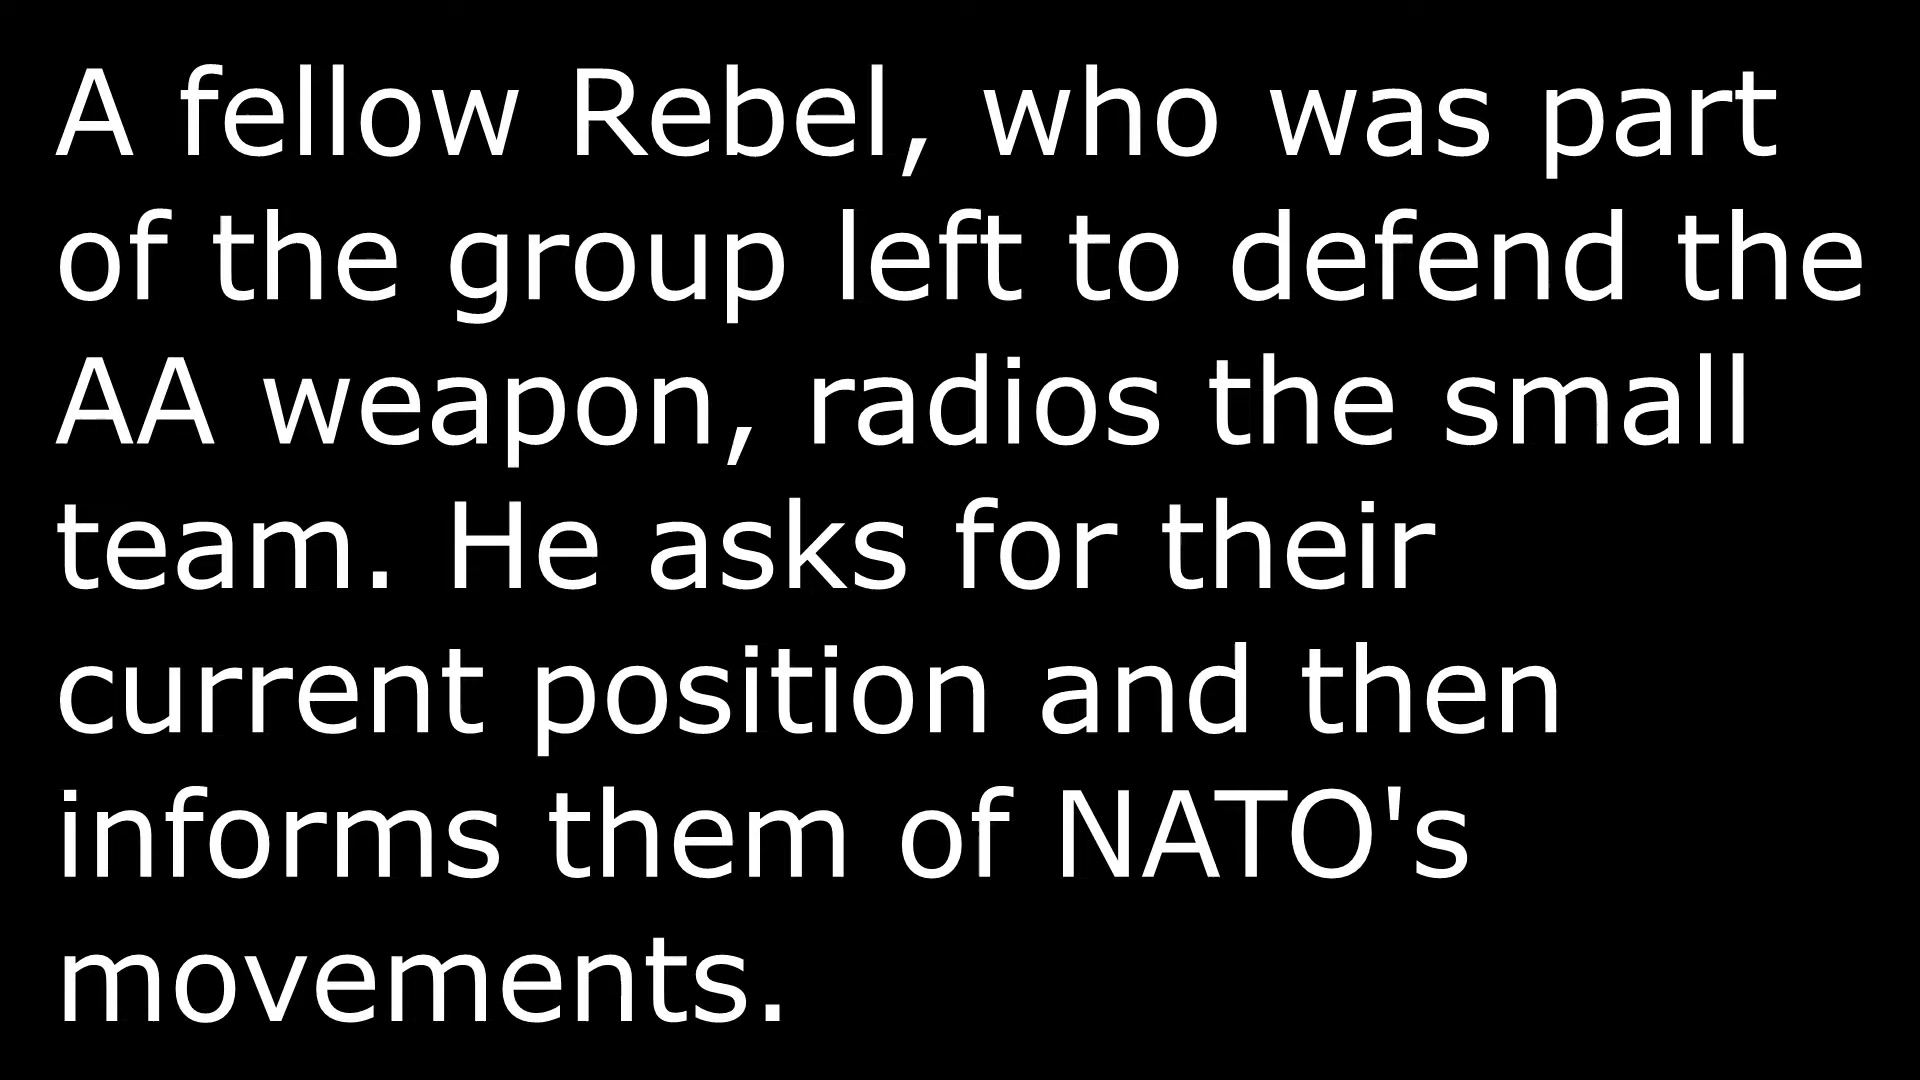 A fellow Rebel, who was part
of the group left to defend the
AA weapon, radios the small
team. He asks for their
current position and then
informs them of NATO's
movements.